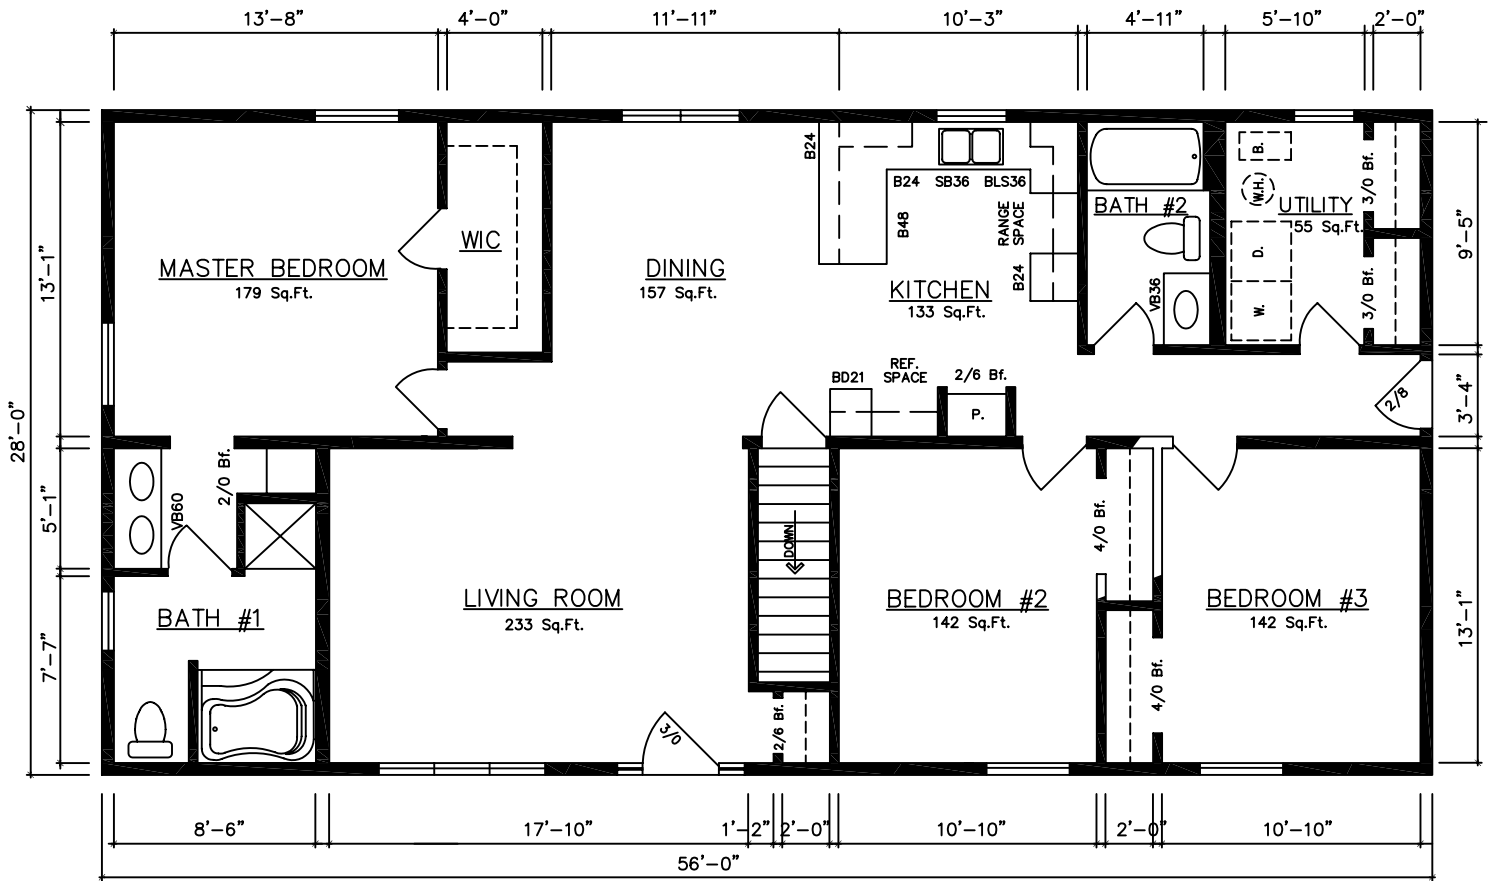 13'-8"
4'-0"
11'-11"
10'-3"
4'-11"
5'-10"
2'-0"
B24
B24
SB36
BLS36
B48
RANGE
SPACE
B24
B.
W.H.
D.
W.
3/0 Bf.
3/0 Bf.
UTILITY
55 Sq.Ft.
BATH #2
VB36
WIC
MASTER BEDROOM
179 Sq.Ft.
DINING
157 Sq.Ft.
KITCHEN
133 Sq.Ft.
REF.
SPACE
BD21
2/6 Bf.
P.
2/8
13'-1"
28'-0"
9'-5"
3'-4"
5'-1"
VB60
2/0 Bf.
DOWN
4/0 Bf.
BATH #1
LIVING ROOM
233 Sq.Ft.
BEDROOM #2
142 Sq.Ft.
BEDROOM #3
142 Sq.Ft.
13'-1"
7'-7"
4/0 Bf.
3/0
2/6 Bf.
8'-6"
17'-10"
1'-2"
2'-0"
10'-10"
2'-0"
10'-10"
56'-0"